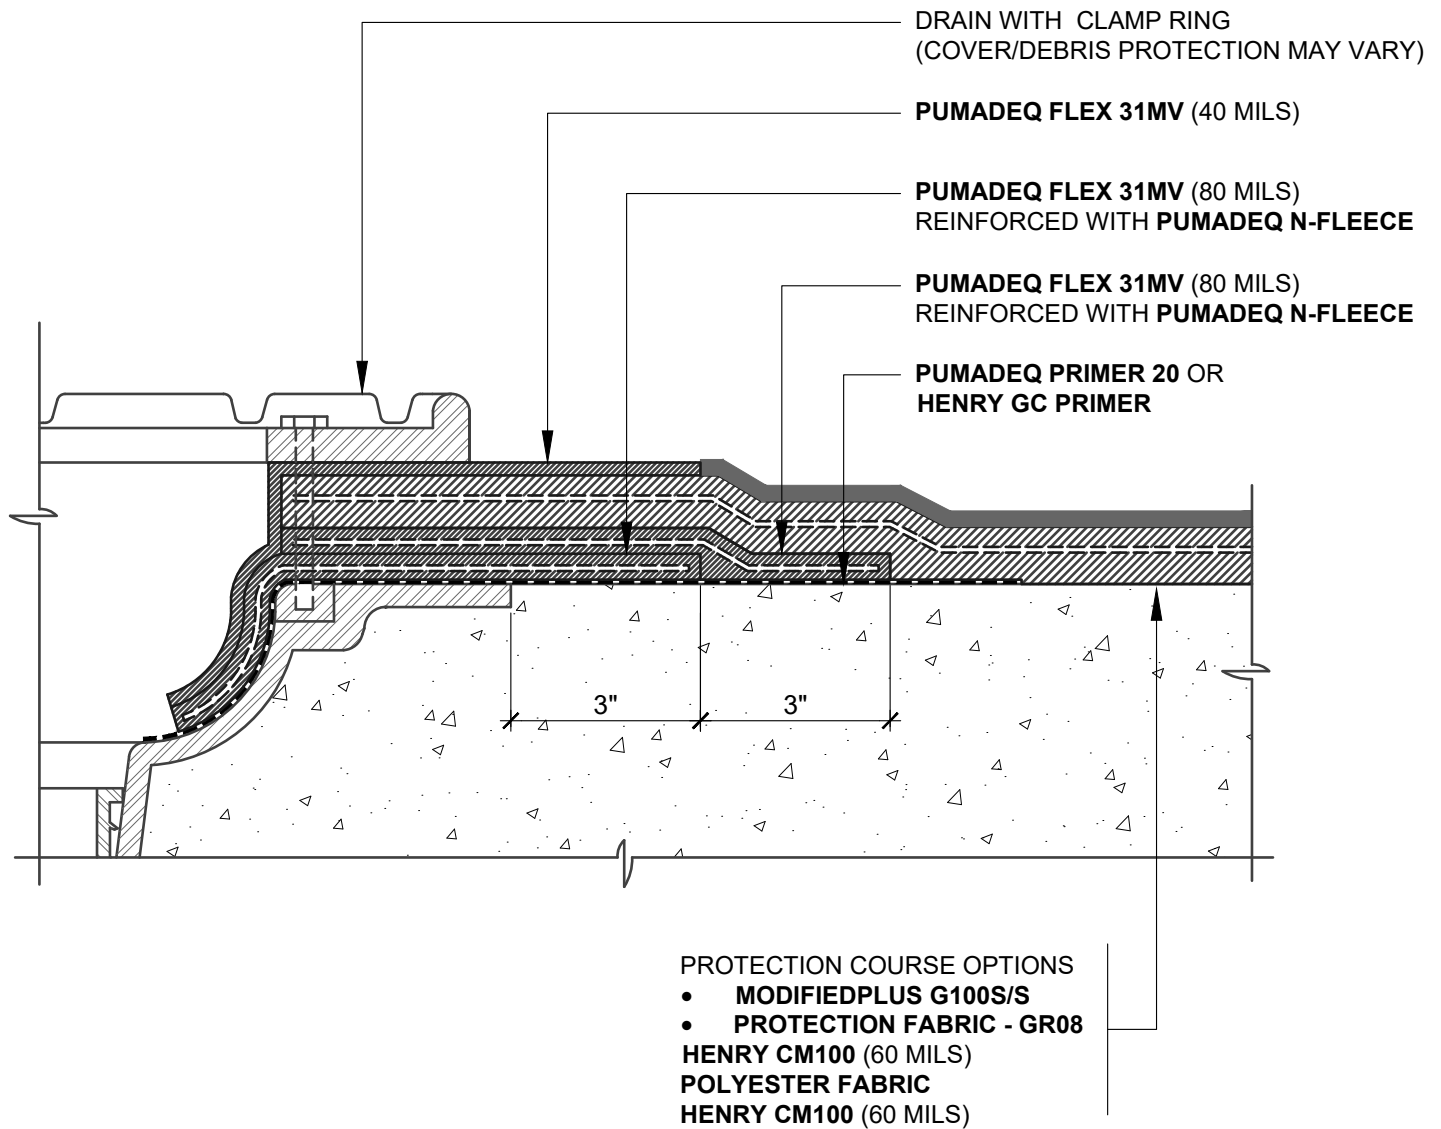 DRAIN WITH CLAMP RING
(COVER/DEBRIS PROTECTION MAY VARY)
PUMADEQ FLEX 31MV (40 MILS)
PUMADEQ FLEX 31MV (80 MILS)
REINFORCED WITH PUMADEQ N-FLEECE
PUMADEQ FLEX 31MV (80 MILS)
REINFORCED WITH PUMADEQ N-FLEECE
PUMADEQ PRIMER 20 OR
HENRY GC PRIMER
3" 3"
PROTECTION COURSE OPTIONS
• MODIFIEDPLUS G100S/S
• PROTECTION FABRIC - GR08
HENRY CM100 (60 MILS)
POLYESTER FABRIC
HENRY CM100 (60 MILS)